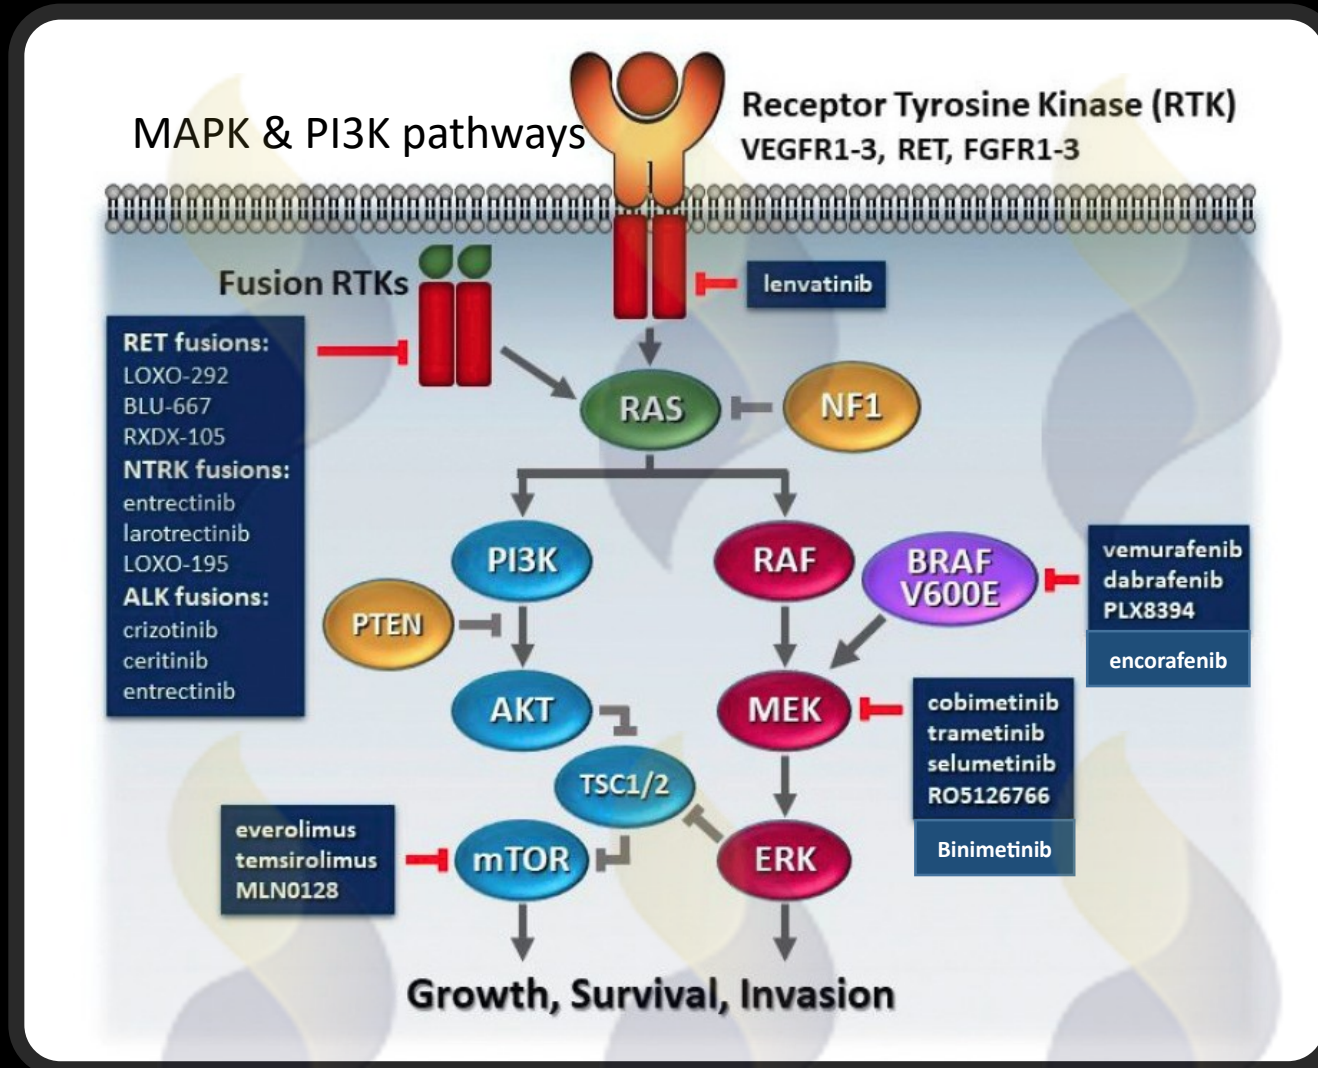 MAPK & PI3K pathways
Receptor Tyrosine Kinase (RTK)
VEGFR1-3, RET, FGFR1-3
Fusion RTKs
lenvatinib
RET fusions:
LOXO-292
BLU-667
RXDX-105
NTRK fusions:
entrectinib
larotrectinib
LOXO-195
ALK fusions:
crizotinib
ceritinib
entrectinib
RAS
NF1
PI3K
RAF
BRAF
V600E
vemurafenib
dabrafenib
PLX8394
encorafenib
PTEN
AKT
MEK
cobimetinib
trametinib
selumetinib
RO5126766
Binimetinib
TSC1/2
everolimus
temsirolimus
MLN0128
mTOR
ERK
Growth, Survival, Invasion